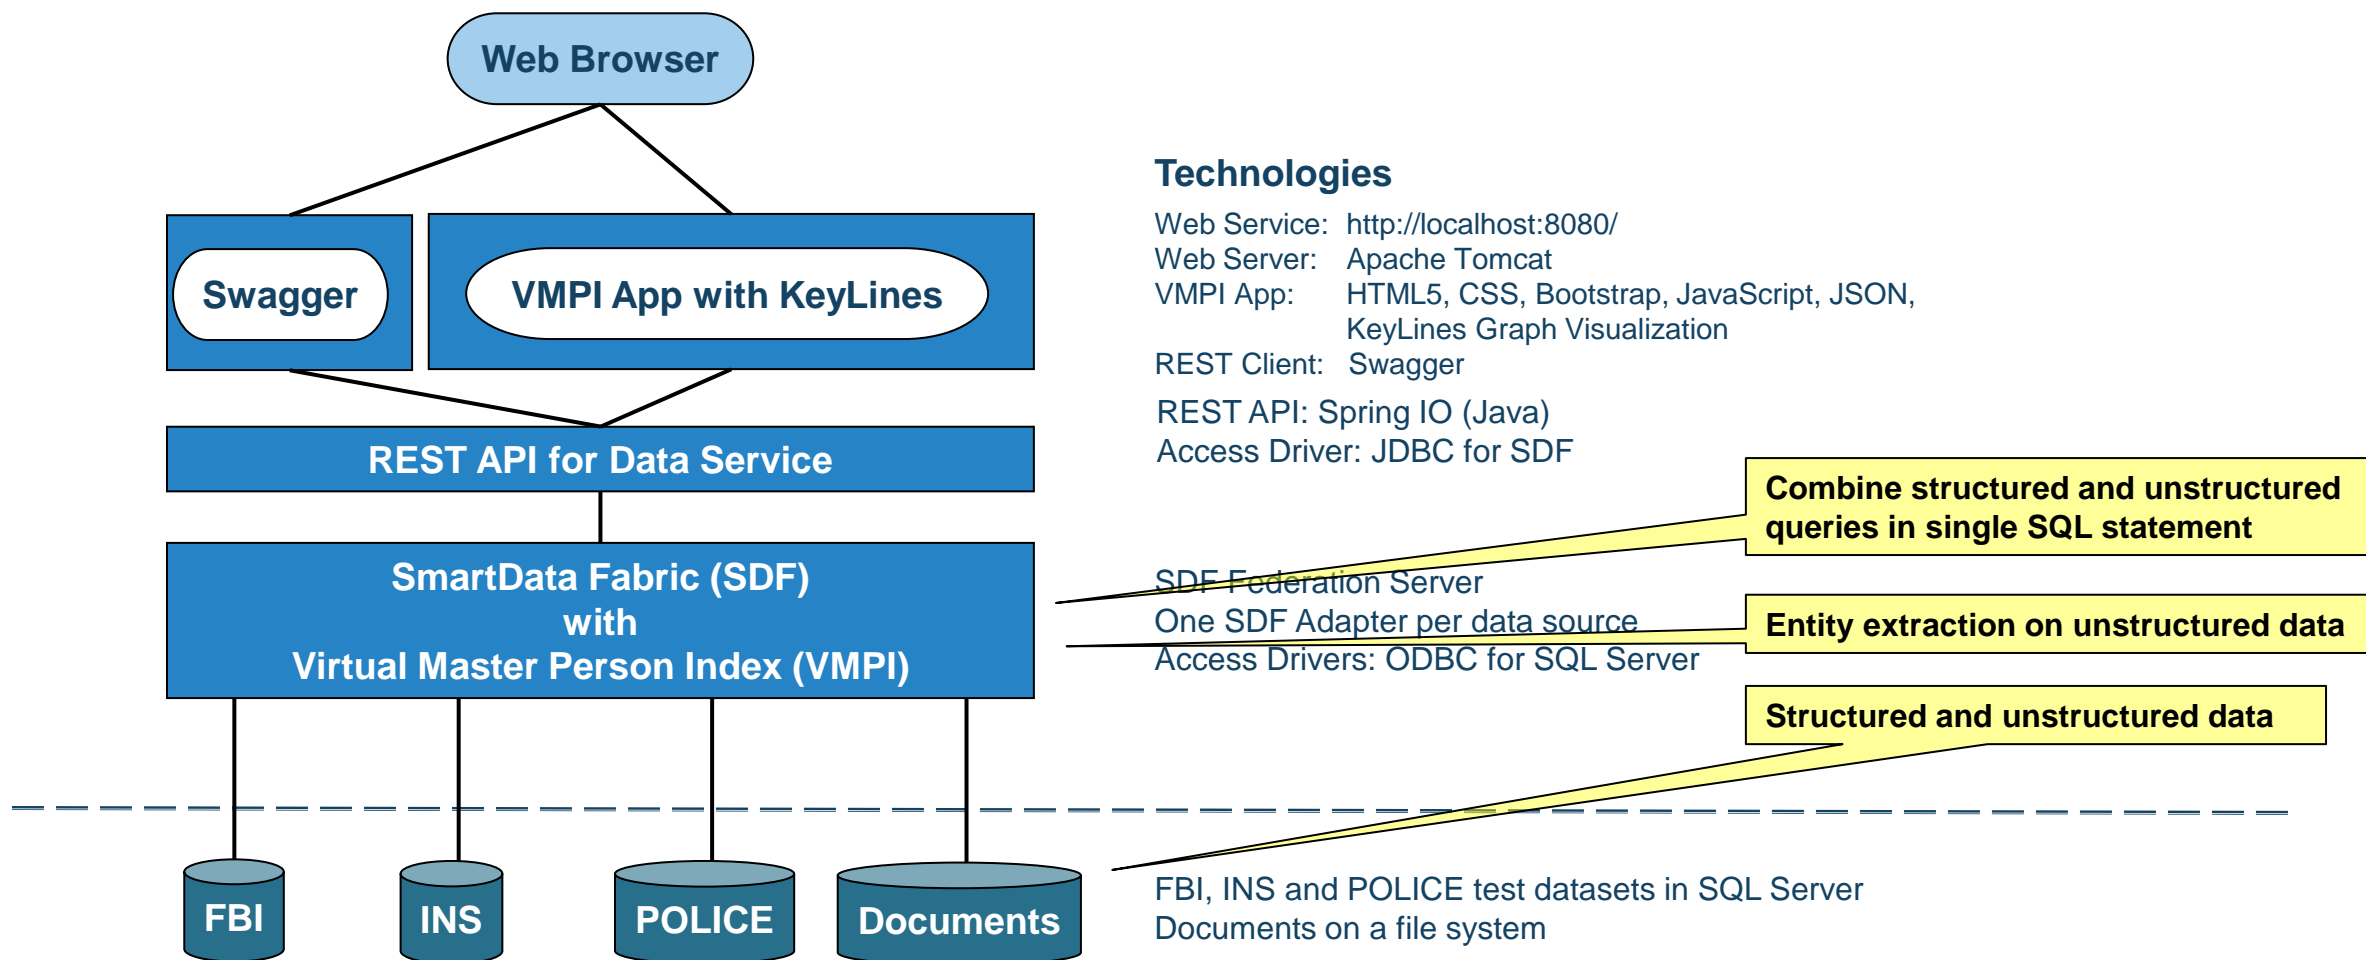 Web Browser
Swagger
VMPI App with KeyLines
REST API for Data Service
SmartData Fabric (SDF)
with
Virtual Master Person Index (VMPI)
FBI
INS
POLICE
Documents
Technologies
Web Service: http://localhost:8080/
Web Server: Apache Tomcat
VMPI App: HTML5, CSS, Bootstrap, JavaScript, JSON,
KeyLines Graph Visualization
REST Client: Swagger
REST API: Spring IO (Java)
Access Driver: JDBC for SDF
SDF Federation Server
One SDF Adapter per data source
Access Drivers: ODBC for SQL Server
FBI, INS and POLICE test datasets in SQL Server
Documents on a file system
Combine structured and unstructured
queries in single SQL statement
Entity extraction on unstructured data
Structured and unstructured data